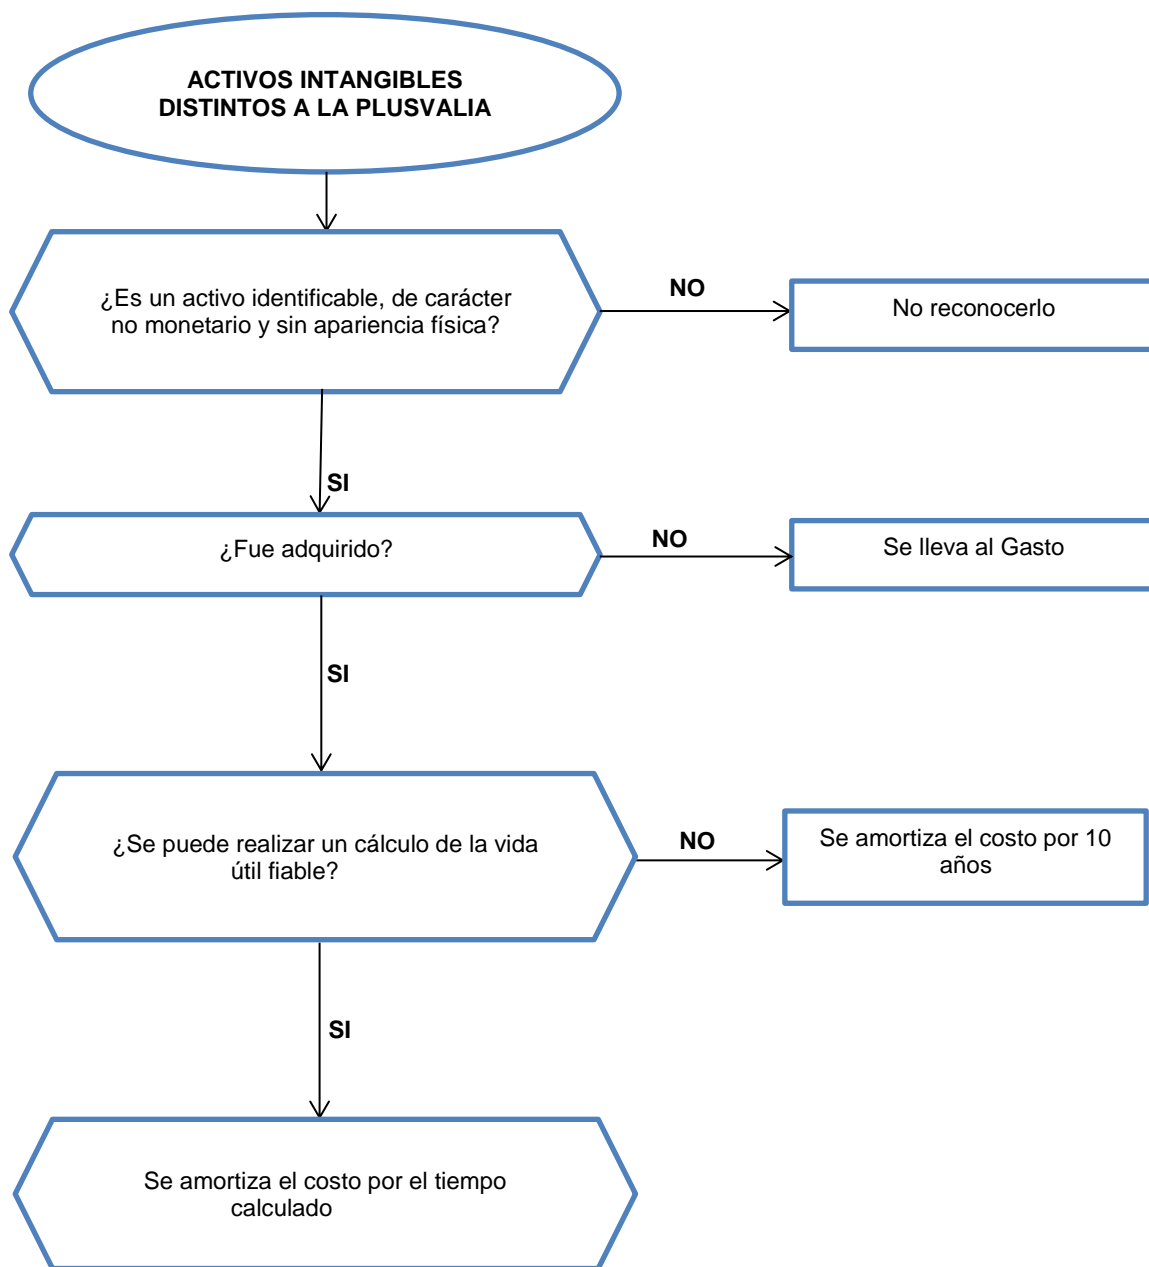 ACTIVOS INTANGIBLES
DISTINTOS A LA PLUSVALIA
¿Es un activo identificable, de carácter
no monetario y sin apariencia física?
NO
No reconocerlo
SI
¿Fue adquirido?
NO
Se lleva al Gasto
SI
¿Se puede realizar un cálculo de la vida
útil fiable?
NO
Se amortiza el costo por 10
años
SI
Se amortiza el costo por el tiempo
calculado